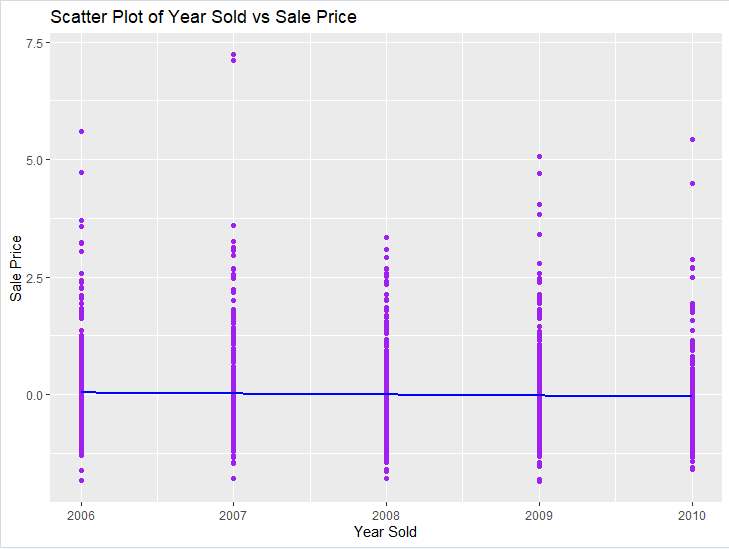 Scatter Plot of Year Sold vs Sale Price
7.5
5.0
2.5
0.0
Sale Price
2006 2007 2008 2009 2010
Year Sold